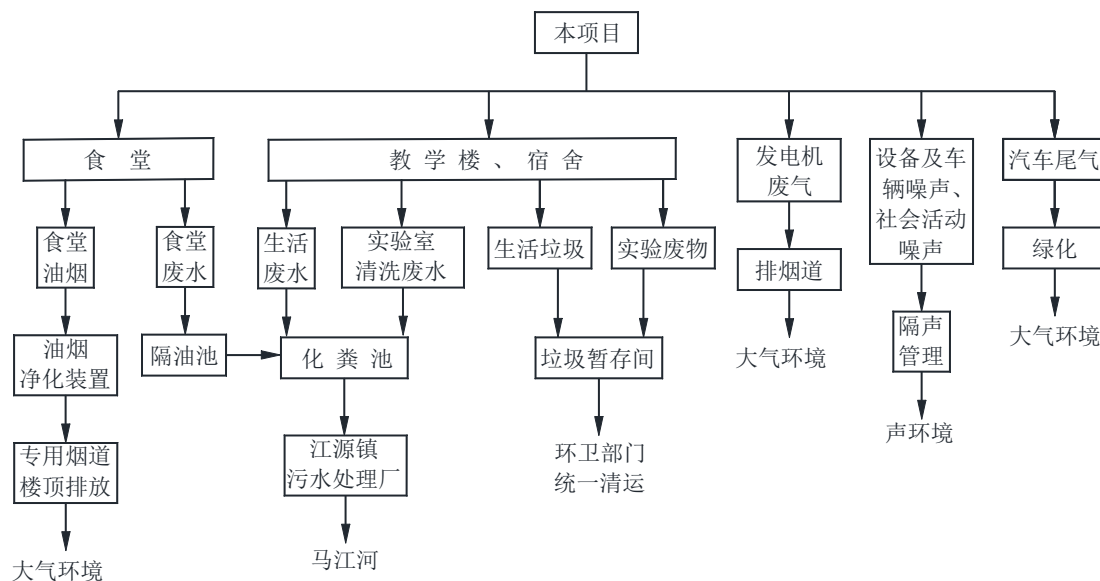 本项目
食堂
教学楼、宿舍
发电机
废气
设备及车
辆噪声、
社会活动
噪声
汽车尾气
食堂
油烟
食堂
废水
生活
废水
实验室
清洗废水
生活垃圾
实验废物
排烟道
绿化
油烟
净化装置
隔油池
化粪池
垃圾暂存间
大气环境
隔声
管理
大气环境
专用烟道
楼顶排放
江源镇
污水处理厂
环卫部门
统一清运
声环境
大气环境
马江河